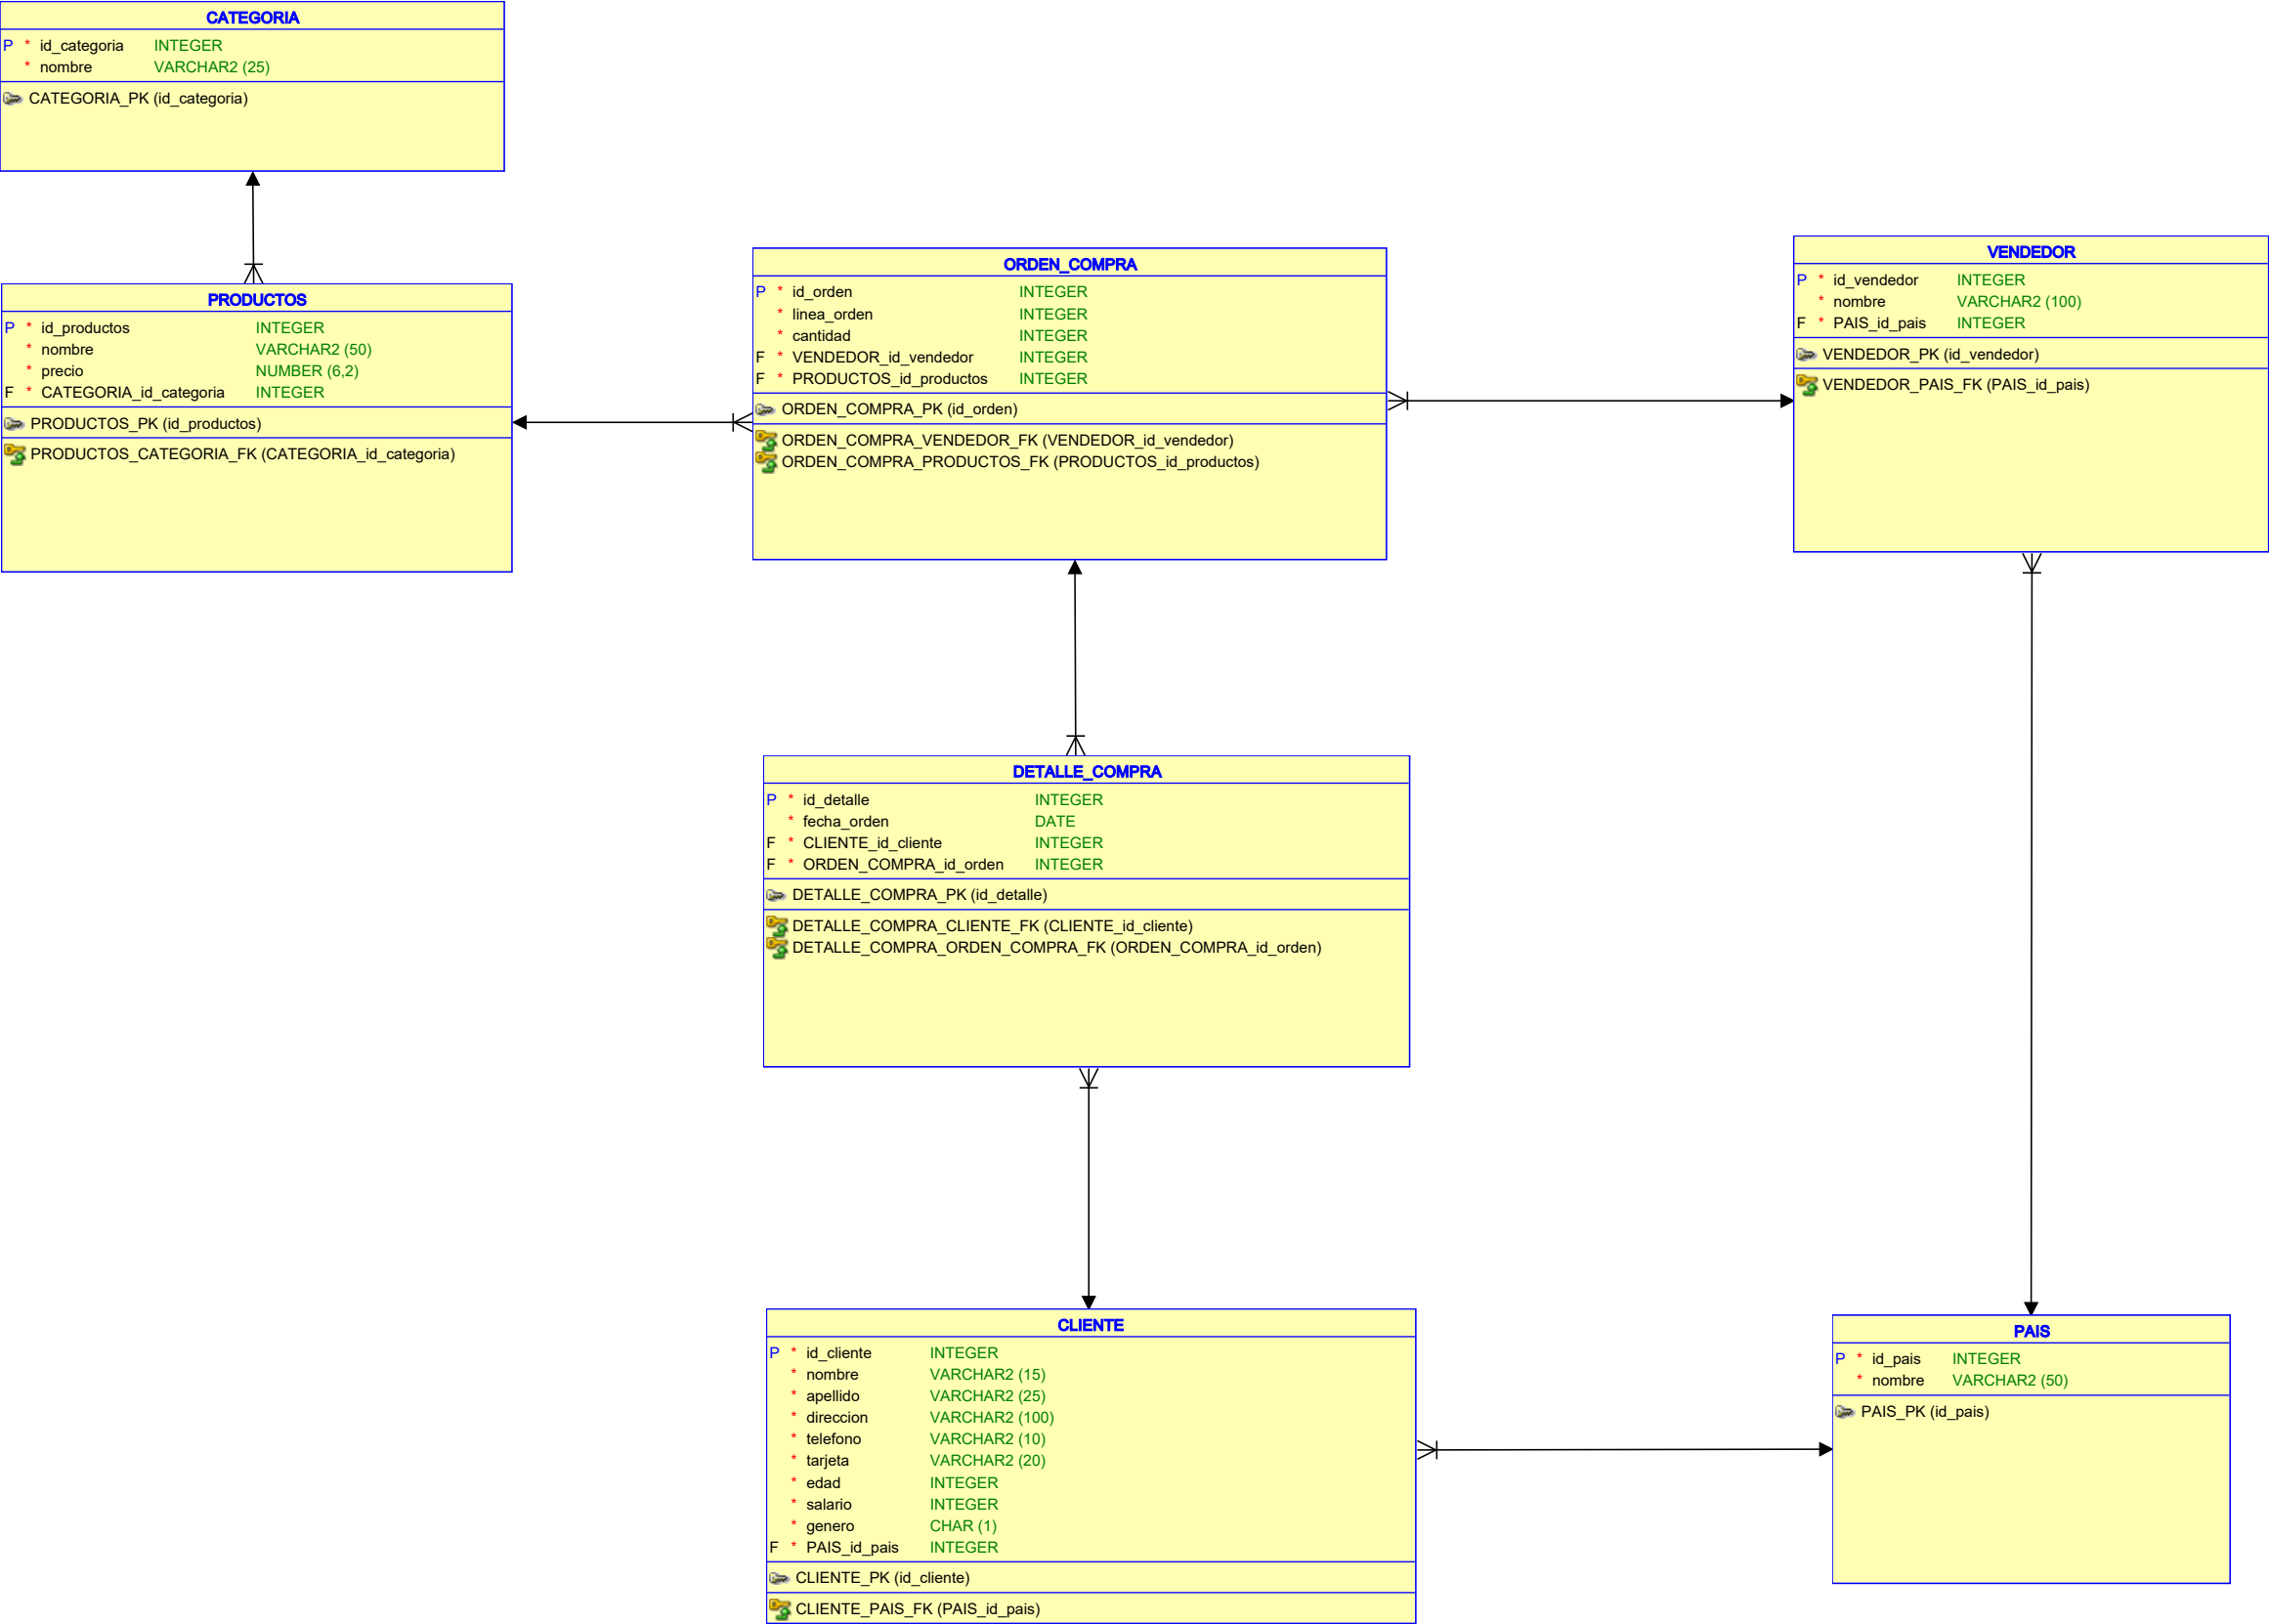 CATEGORIA
P * id_categoria INTEGER
* nombre VARCHAR2 (25)
CATEGORIA_PK (id_categoria)
PRODUCTOS
P * id_productos INTEGER
* nombre VARCHAR2 (50)
* precio NUMBER (6,2)
F * CATEGORIA_id_categoria INTEGER
PRODUCTOS_PK (id_productos)
PRODUCTOS_CATEGORIA_FK (CATEGORIA_id_categoria)
ORDEN_COMPRA
P * id_orden INTEGER
* linea_orden INTEGER
* cantidad INTEGER
F * VENDEDOR_id_vendedor INTEGER
F * PRODUCTOS_id_productos INTEGER
ORDEN_COMPRA_PK (id_orden)
ORDEN_COMPRA_VENDEDOR_FK (VENDEDOR_id_vendedor)
ORDEN_COMPRA_PRODUCTOS_FK (PRODUCTOS_id_productos)
VENDEDOR
P * id_vendedor INTEGER
* nombre VARCHAR2 (100)
F * PAIS_id_pais INTEGER
VENDEDOR_PK (id_vendedor)
VENDEDOR_PAIS_FK (PAIS_id_pais)
DETALLE_COMPRA
P * id_detalle INTEGER
* fecha_orden DATE
F * CLIENTE_id_cliente INTEGER
F * ORDEN_COMPRA_id_orden INTEGER
DETALLE_COMPRA_PK (id_detalle)
DETALLE_COMPRA_CLIENTE_FK (CLIENTE_id_cliente)
DETALLE_COMPRA_ORDEN_COMPRA_FK (ORDEN_COMPRA_id_orden)
CLIENTE
P * id_cliente INTEGER
* nombre VARCHAR2 (15)
* apellido VARCHAR2 (25)
* direccion VARCHAR2 (100)
* telefono VARCHAR2 (10)
* tarjeta VARCHAR2 (20)
* edad INTEGER
* salario INTEGER
* genero CHAR (1)
F * PAIS_id_pais INTEGER
CLIENTE_PK (id_cliente)
CLIENTE_PAIS_FK (PAIS_id_pais)
PAIS
P * id_pais INTEGER
* nombre VARCHAR2 (50)
PAIS_PK (id_pais)